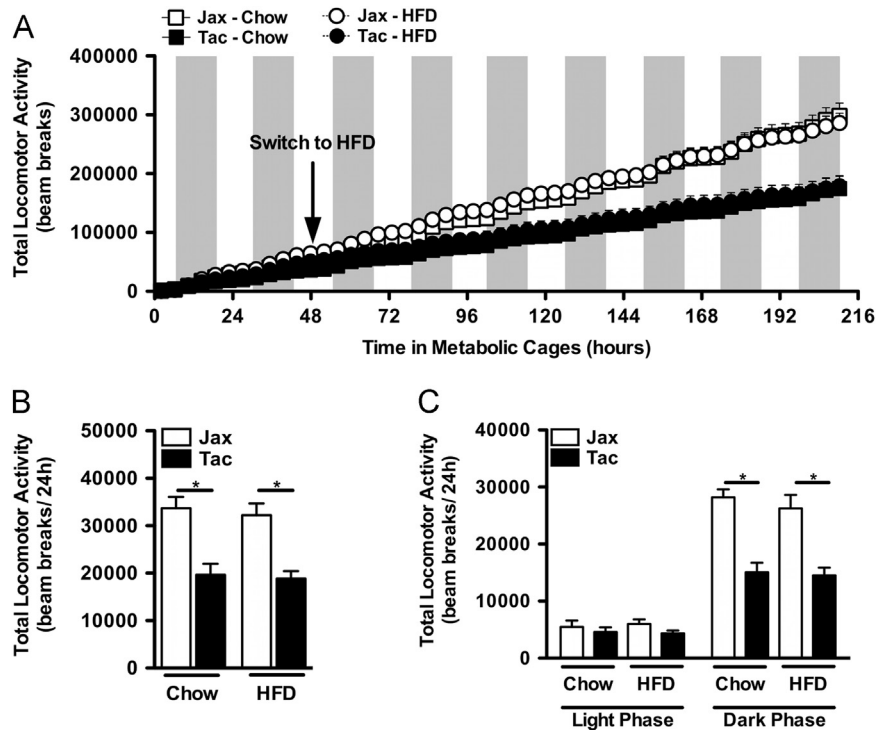 A
Jax - Chow
Jax - HFD
Tac - Chow
Tac - HFD
Total Locomotor Activity
(beam breaks)
400000
300000
200000
100000
0
Switch to HFD
0 24 48 72 96 120 144 168 192 216
Time in Metabolic Cages (hours)
B
Total Locomotor Activity
(beam breaks/ 24h)
50000
40000
30000
20000
10000
0
Jax
Tac
*
*
Chow HFD
C
Total Locomotor Activity
(beam breaks/ 24h)
40000
30000
20000
10000
0
Jax
Tac
*
*
Chow HFD Chow HFD
Light Phase Dark Phase